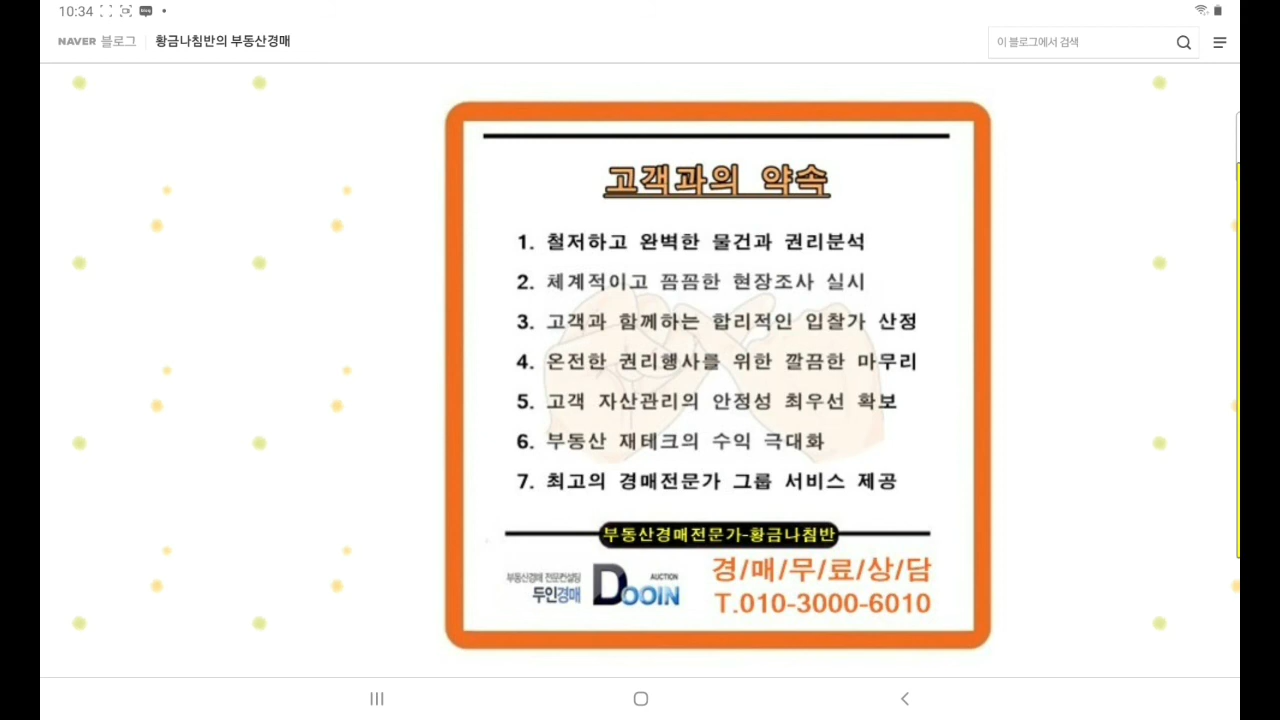 10:34
blog
NAVER 블로그 황금나침반의 부동산경매
이 블로그에서 검색
고객과의 약속
1. 철저하고 완벽한 물건과 권리분석
2. 체계적이고 꼼꼼한 현장조사 실시
3. 고객과 함께하는 합리적인 입찰가 산정
4. 온전한 권리행사를 위한 깔끔한 마무리
5. 고객 자산관리의 안정성 최우선 확보
6. 부동산 재테크의 수익 극대화
7. 최고의 경매전문가 그룹 서비스 제공
부동산경매전문가-황금나침반
부동산경매 전문컨설팅
두인경매
AUCTION
DOOIN
경/매/무/료/상/담
T.010-3000-6010